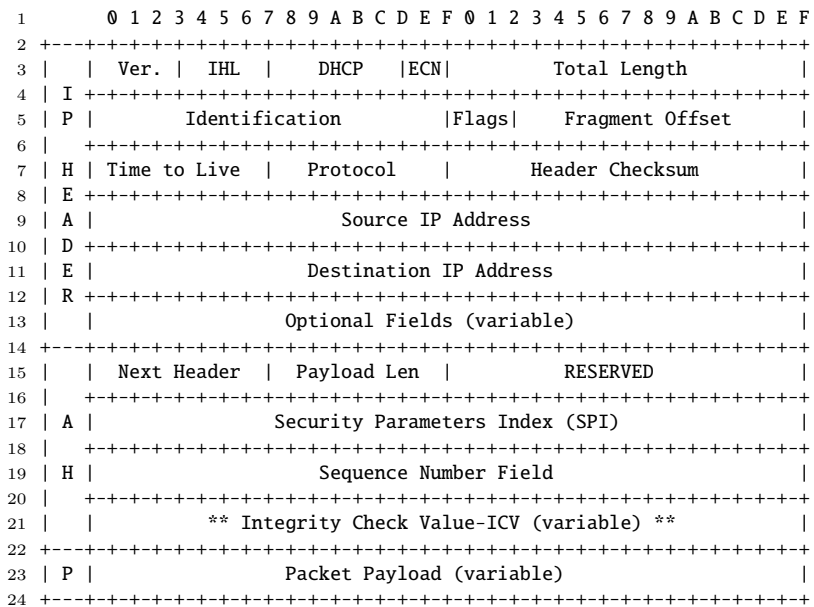 1 0 1 2 3 4 5 6 7 8 9 A B C D E F 0 1 2 3 4 5 6 7 8 9 A B C D E F
2 +---+-+-+-+-+-+-+-+-+-+-+-+-+-+-+-+-+-+-+-+-+-+-+-+-+-+-+-+-+-+-+-+-+
3 | | Ver. | IHL | DHCP |ECN| Total Length |
4 | I +-+-+-+-+-+-+-+-+-+-+-+-+-+-+-+-+-+-+-+-+-+-+-+-+-+-+-+-+-+-+-+-+
5 | P | Identification |Flags| Fragment Offset |
6 | +-+-+-+-+-+-+-+-+-+-+-+-+-+-+-+-+-+-+-+-+-+-+-+-+-+-+-+-+-+-+-+-+
7 | H | Time to Live | Protocol | Header Checksum |
8 | E +-+-+-+-+-+-+-+-+-+-+-+-+-+-+-+-+-+-+-+-+-+-+-+-+-+-+-+-+-+-+-+-+
9 | A | Source IP Address |
10 | D +-+-+-+-+-+-+-+-+-+-+-+-+-+-+-+-+-+-+-+-+-+-+-+-+-+-+-+-+-+-+-+-+
11 | E | Destination IP Address |
12 | R +-+-+-+-+-+-+-+-+-+-+-+-+-+-+-+-+-+-+-+-+-+-+-+-+-+-+-+-+-+-+-+-+
13 | | Optional Fields (variable) |
14 +---+-+-+-+-+-+-+-+-+-+-+-+-+-+-+-+-+-+-+-+-+-+-+-+-+-+-+-+-+-+-+-+-+
15 | | Next Header | Payload Len | RESERVED |
16 | +-+-+-+-+-+-+-+-+-+-+-+-+-+-+-+-+-+-+-+-+-+-+-+-+-+-+-+-+-+-+-+-+
17 | A | Security Parameters Index (SPI) |
18 | +-+-+-+-+-+-+-+-+-+-+-+-+-+-+-+-+-+-+-+-+-+-+-+-+-+-+-+-+-+-+-+-+
19 | H | Sequence Number Field |
20 | +-+-+-+-+-+-+-+-+-+-+-+-+-+-+-+-+-+-+-+-+-+-+-+-+-+-+-+-+-+-+-+-+
21 | | ** Integrity Check Value-ICV (variable) ** |
22 +---+-+-+-+-+-+-+-+-+-+-+-+-+-+-+-+-+-+-+-+-+-+-+-+-+-+-+-+-+-+-+-+-+
23 | P | Packet Payload (variable) |
24 +---+-+-+-+-+-+-+-+-+-+-+-+-+-+-+-+-+-+-+-+-+-+-+-+-+-+-+-+-+-+-+-+-+